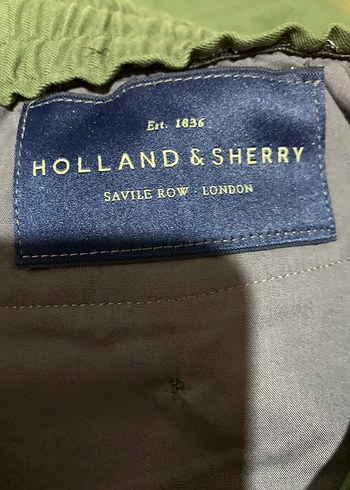 Est. 1836
HOLLAND & SHERRY
SAVILE ROW LONDON